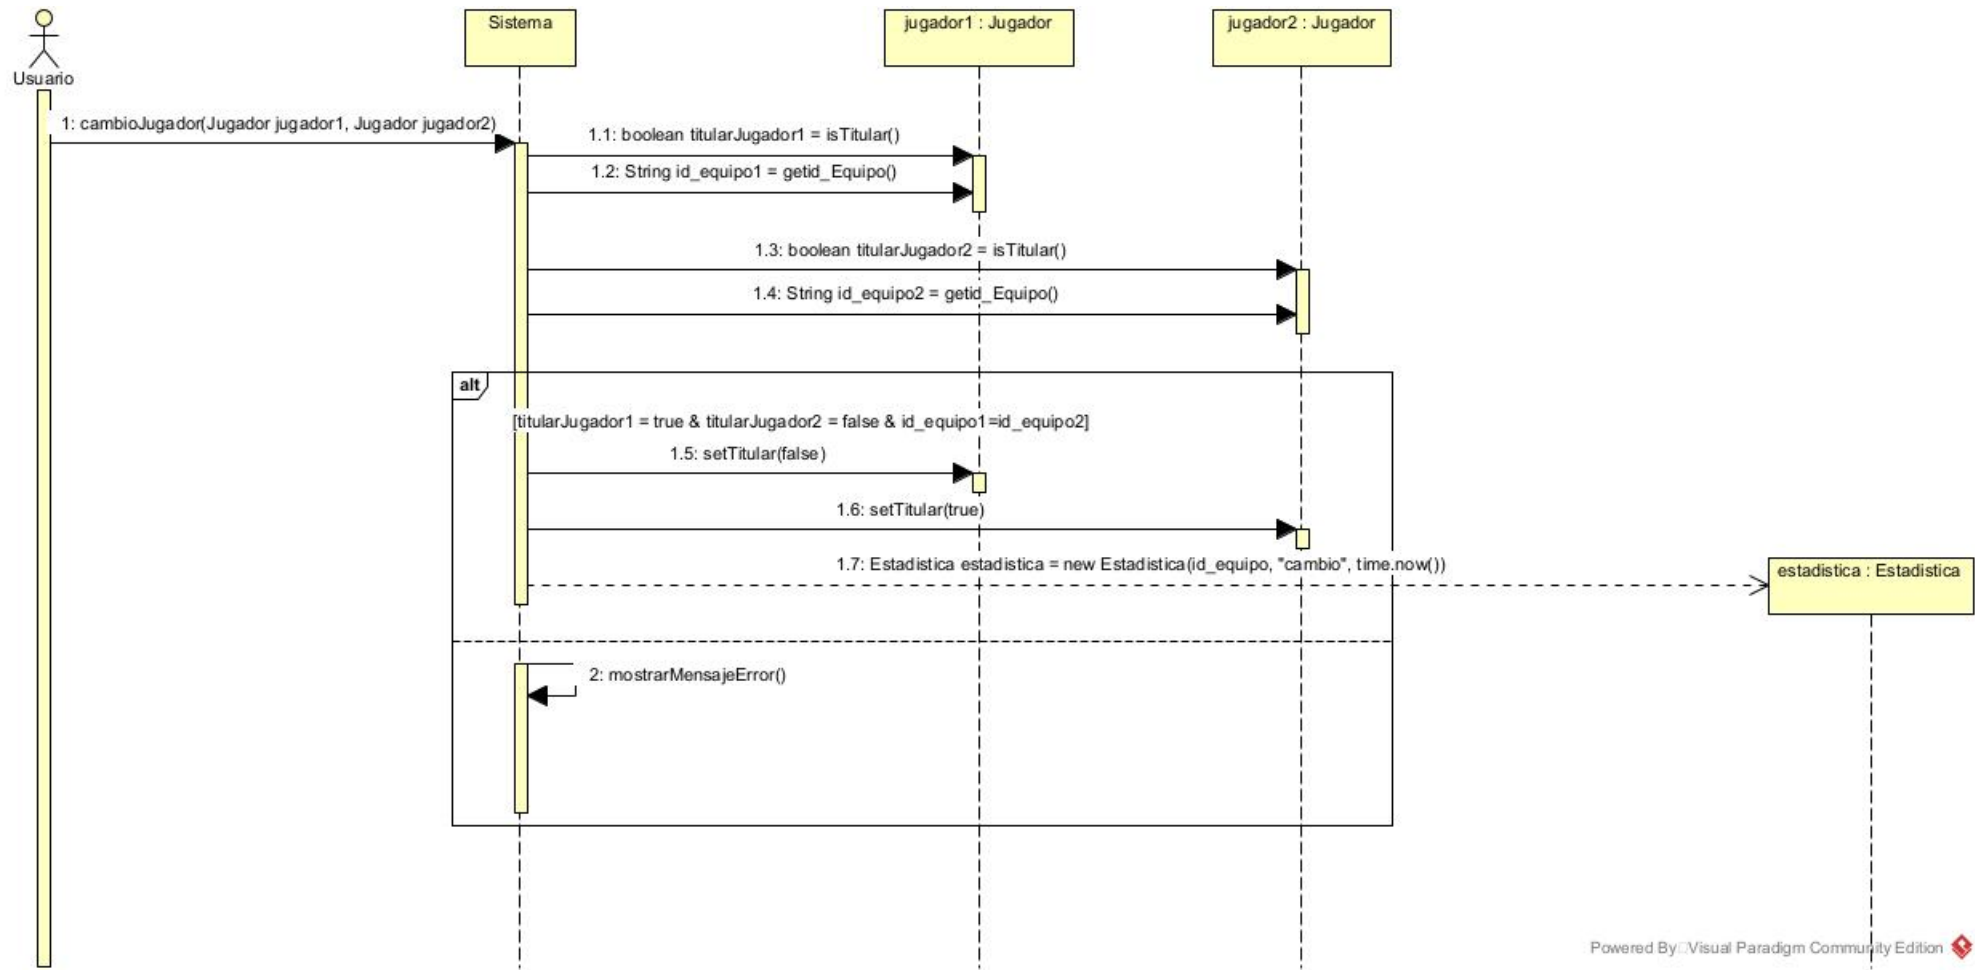 Usuario
Sistema
jugador1 : Jugador
jugador2 : Jugador
1: cambioJugador(Jugador jugador1, Jugador jugador2)
1.1: boolean titularJugador1 = isTitular()
1.2: String id_equipo1 = getid_Equipo()
1.3: boolean titularJugador2 = isTitular()
1.4: String id_equipo2 = getid_Equipo()
alt
[titularJugador1 = true & titularJugador2 = false & id_equipo1=id_equipo2]
1.5: setTitular(false)
1.6: setTitular(true)
1.7: Estadistica estadistica = new Estadistica(id_equipo, "cambio", time.now())
estadistica : Estadistica
2: mostrarMensajeError()
Powered By Visual Paradigm Community Edition